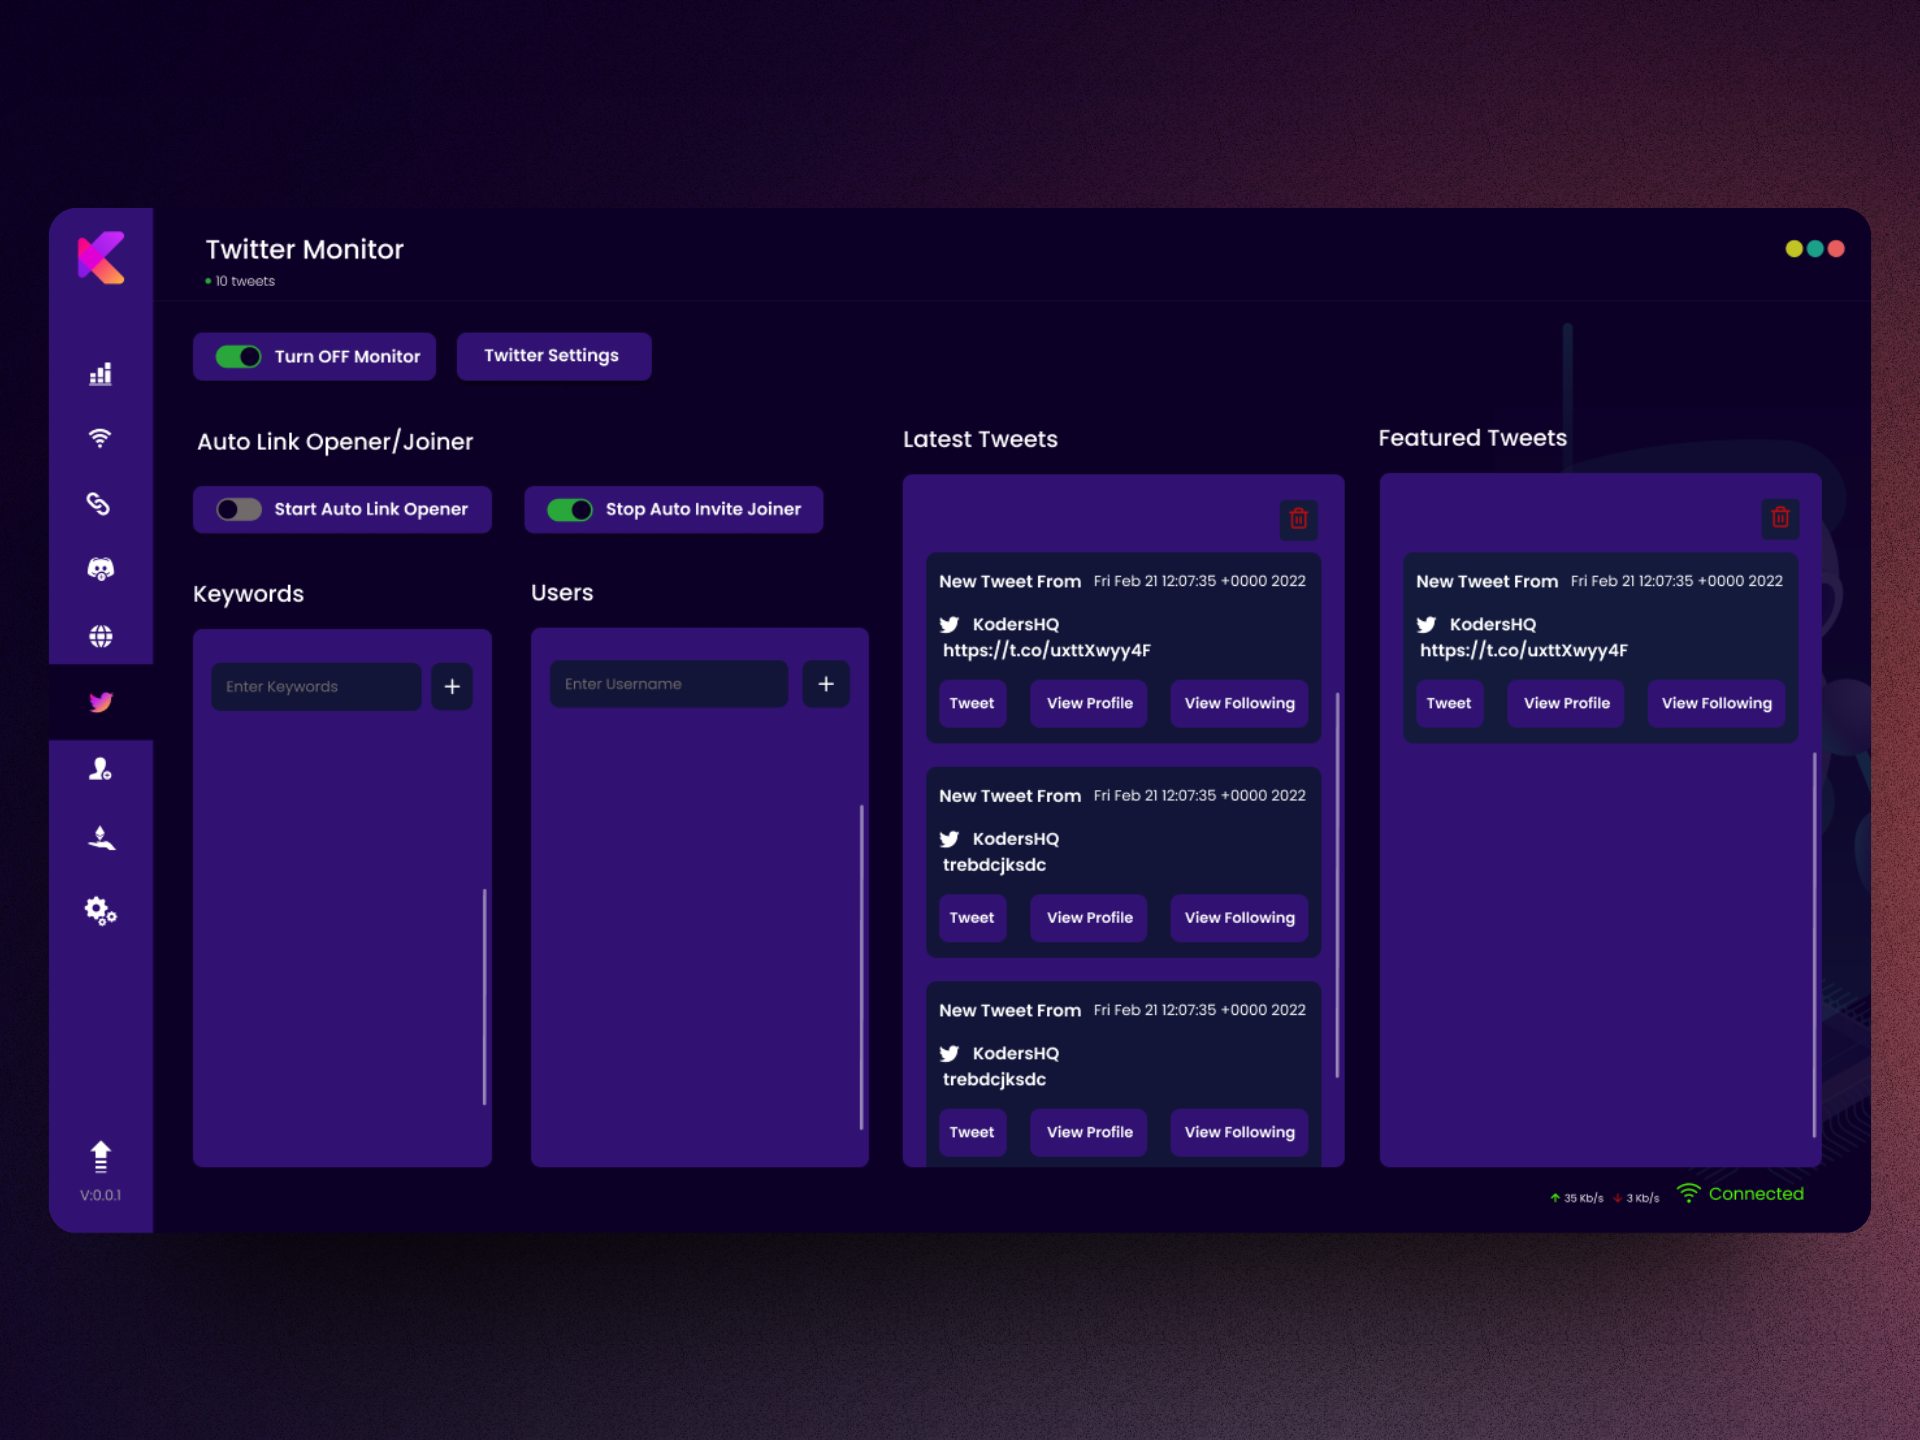 Twitter Monitor
10 tweets
Turn OFF Monitor
Twitter Settings
Auto Link Opener/Joiner
Start Auto Link Opener
Stop Auto Invite Joiner
Keywords
Enter Keywords
+
Users
Enter Username
+
Latest Tweets
New Tweet From Fri Feb 21 12:07:35 +0000 2022
KodersHQ
https://t.co/uxttXwyy4F
Tweet View Profile View Following
New Tweet From Fri Feb 21 12:07:35 +0000 2022
KodersHQ
trebdcjksdc
Tweet View Profile View Following
New Tweet From Fri Feb 21 12:07:35 +0000 2022
KodersHQ
trebdcjksdc
Tweet View Profile View Following
Featured Tweets
New Tweet From Fri Feb 21 12:07:35 +0000 2022
KodersHQ
https://t.co/uxttXwyy4F
Tweet View Profile View Following
V:0.0.1
35 Kb/s 3 Kb/s Connected